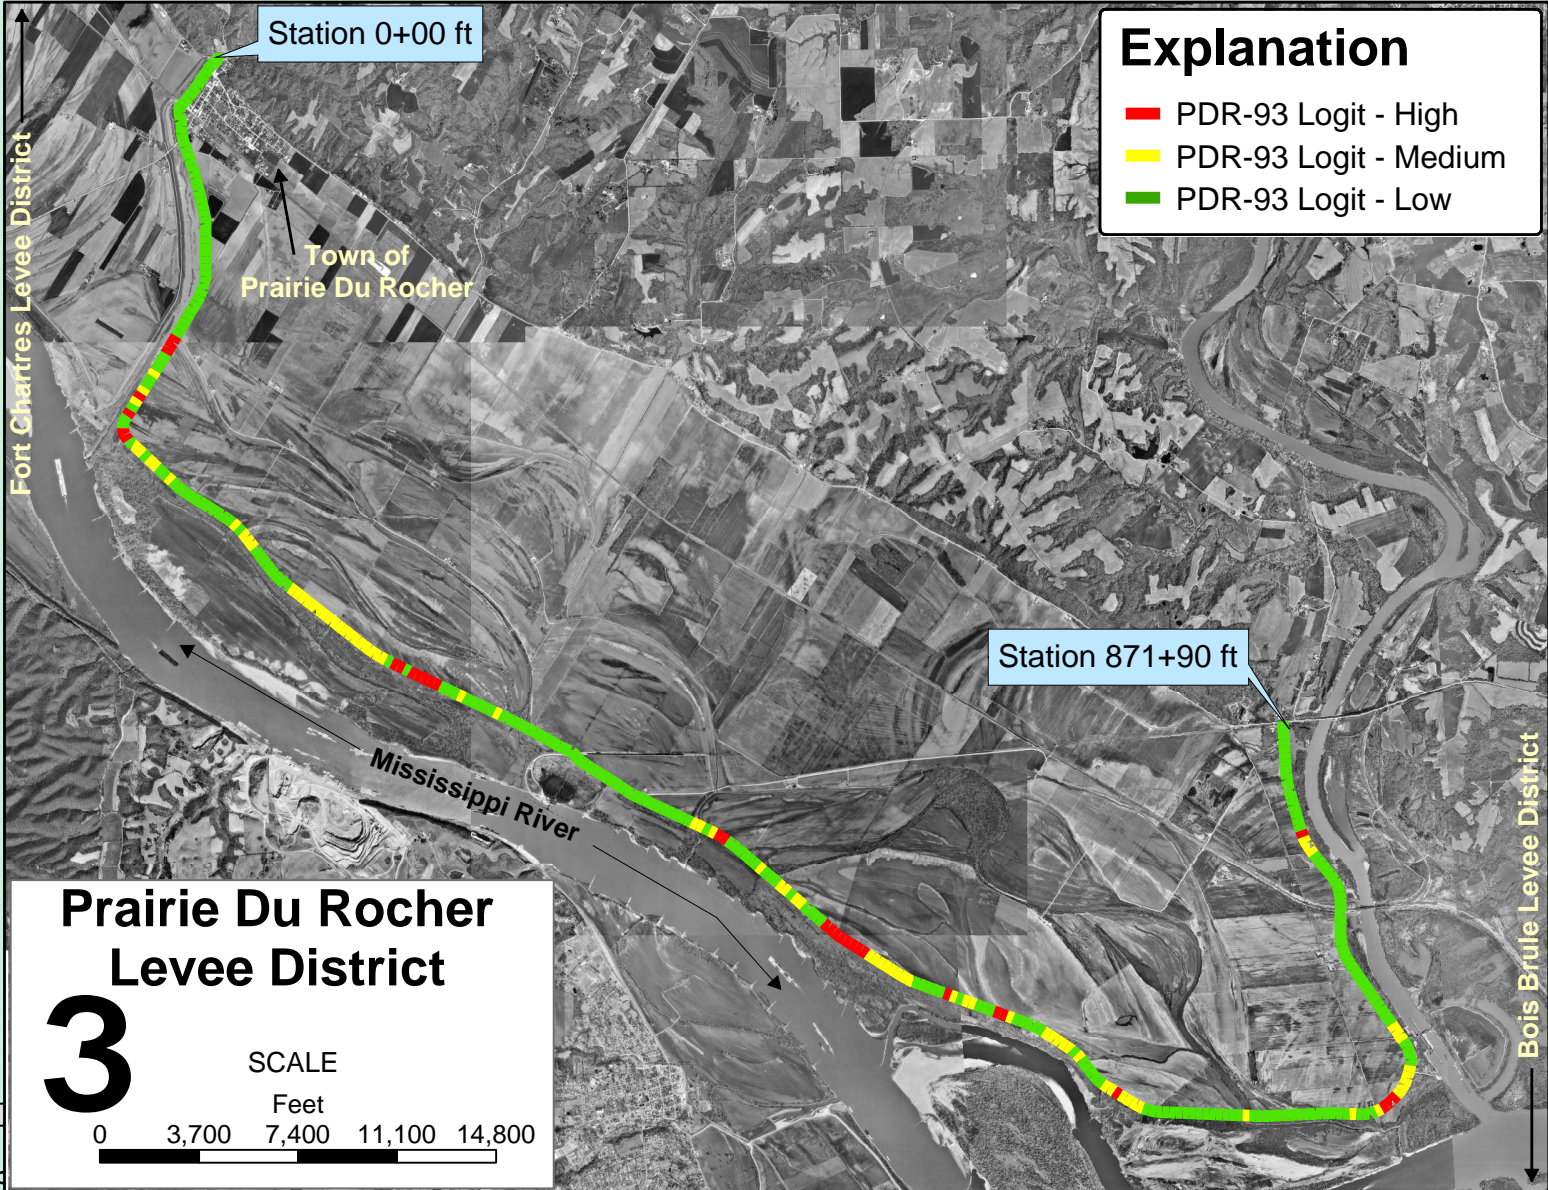 Station 0+00 ft
Explanation
PDR-93 Logit - High
PDR-93 Logit - Medium
PDR-93 Logit - Low
Fort Chartres Levee District
Town of
Prairie Du Rocher
Station 871+90 ft
Mississippi River
Bois Brule Levee District
Prairie Du Rocher
Levee District
3
SCALE
Feet
0 3,700 7,400 11,100 14,800